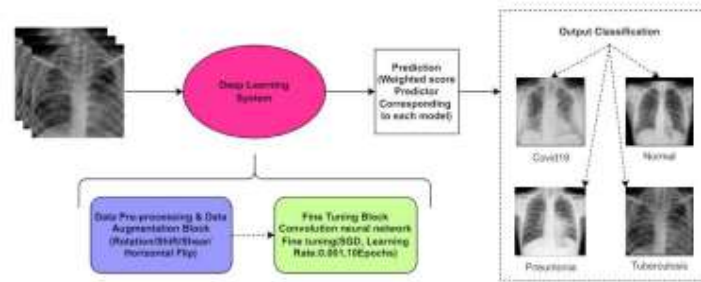 Deep Learning
System
Prediction
(Weighted score
Predictor
Corresponding
to each model)
Output Classification
Covid19
Normal
Pneumonia
Tuberculosis
Data Pre-processing & Data
Augmentation Block
(Rotation/Shift/Shear/
Horizontal Flip)
Fine Tuning Block
Convolution neural network
Fine tuning/SGD, Learning
Rate:0.001,10Epochs)